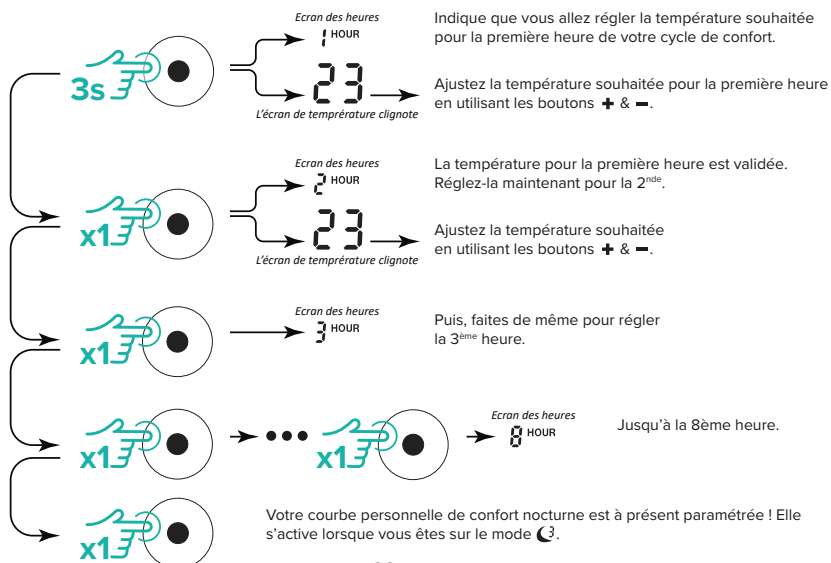 Ecran des heures
1 HOUR
Indique que vous allez régler la température souhaitée
pour la première heure de votre cycle de confort.
3s
23
Ajustez la température souhaitée pour la première heure
en utilisant les boutons + & −.
L'écran de temprérature clignote
Ecran des heures
2 HOUR
La température pour la première heure est validée.
Réglez-la maintenant pour la 2nde.
x1
23
Ajustez la température souhaitée
en utilisant les boutons + & −.
L'écran de temprérature clignote
Ecran des heures
3 HOUR
x1
Puis, faites de même pour régler
la 3ème heure.
x1
x1
Ecran des heures
8 HOUR
Jusqu'à la 8ème heure.
x1
Votre courbe personnelle de confort nocturne est à présent paramétrée ! Elle
s'active lorsque vous êtes sur le mode 3.